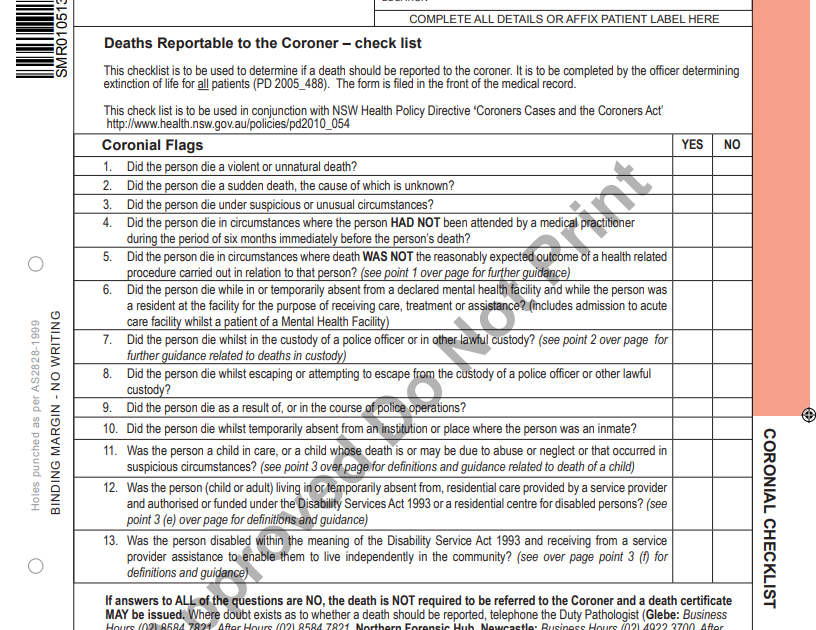 COMPLETE ALL DETAILS OR AFFIX PATIENT LABEL HERE
SMR010513
Deaths Reportable to the Coroner – check list
This checklist is to be used to determine if a death should be reported to the coroner. It is to be completed by the officer determining
extinction of life for all patients (PD 2005_488). The form is filed in the front of the medical record.
This check list is to be used in conjunction with NSW Health Policy Directive ‘Coroners Cases and the Coroners Act’
http://www.health.nsw.gov.au/policies/pd2010_054
Coronial Flags YES NO
1. Did the person die a violent or unnatural death?
2. Did the person die a sudden death, the cause of which is unknown?
3. Did the person die under suspicious or unusual circumstances?
4. Did the person die in circumstances where the person HAD NOT been attended by a medical practitioner
during the period of six months immediately before the person’s death?
5. Did the person die in circumstances where death WAS NOT the reasonably expected outcome of a health related
procedure carried out in relation to that person? (see point 1 over page for further guidance)
6. Did the person die while in or temporarily absent from a declared mental health facility and while the person was
a resident at the facility for the purpose of receiving care, treatment or assistance? (includes admission to acute
care facility whilst a patient of a Mental Health Facility)
7. Did the person die whilst in the custody of a police officer or in other lawful custody? (see point 2 over page for
further guidance related to deaths in custody)
8. Did the person die whilst escaping or attempting to escape from the custody of a police officer or other lawful
custody?
9. Did the person die as a result of, or in the course of police operations?
10. Did the person die whilst temporarily absent from an institution or place where the person was an inmate?
11. Was the person a child in care, or a child whose death is or may be due to abuse or neglect or that occurred in
suspicious circumstances? (see point 3 over page for definitions and guidance related to death of a child)
12. Was the person (child or adult) living in or temporarily absent from, residential care provided by a service provider
and authorised or funded under the Disability Services Act 1993 or a residential centre for disabled persons? (see
point 3 (e) over page for definitions and guidance)
13. Was the person disabled within the meaning of the Disability Service Act 1993 and receiving from a service
provider assistance to enable them to live independently in the community? (see over page point 3 (f) for
definitions and guidance)
If answers to ALL of the questions are NO, the death is NOT required to be referred to the Coroner and a death certificate
MAY be issued. Where doubt exists as to whether a death should be reported, telephone the Duty Pathologist (Glebe: Business
Hours (02) 8584 7821, After Hours (02) 8584 7821, Northern Forensic Hub, Newcastle: Business Hours (02) 4922 3700, After
Holes punched as per AS2828-1999
BINDING MARGIN - NO WRITING
CORONIAL CHECKLIST
proved Do Not Print